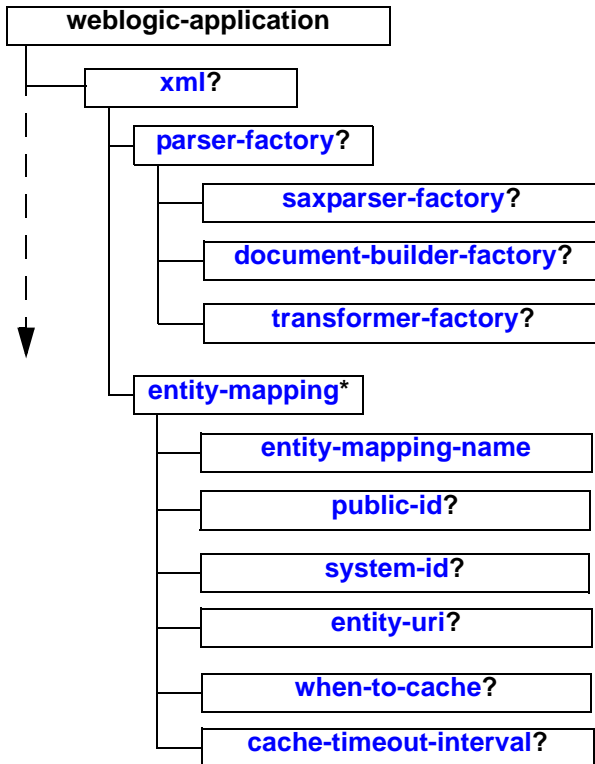 weblogic-application
xml?
parser-factory?
saxparser-factory?
document-builder-factory?
transformer-factory?
entity-mapping*
entity-mapping-name
public-id?
system-id?
entity-uri?
when-to-cache?
cache-timeout-interval?